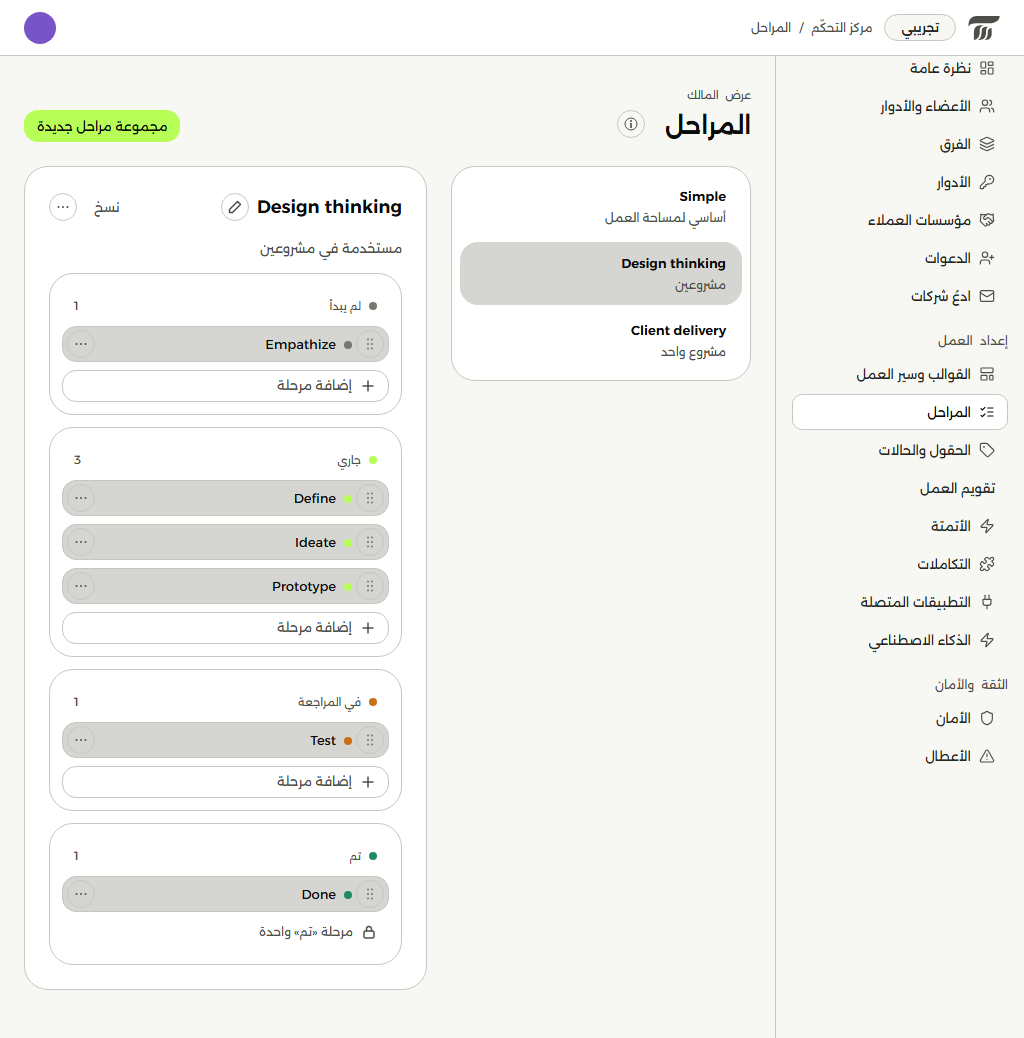 تجريبي
مركز التحكّم / المراحل
نظرة عامة
الأعضاء والأدوار
الفرق
الأدوار
مؤسسات العملاء
الدعوات
ادعُ شركات
إعداد العمل
القوالب وسير العمل
المراحل
الحقول والحالات
تقويم العمل
الأتمتة
التكاملات
التطبيقات المتصلة
الذكاء الاصطناعي
الثقة والأمان
الأمان
الأعطال
عرض المالك
المراحل
مجموعة مراحل جديدة
Simple
أساسي لمساحة العمل
Design thinking
مشروعين
Client delivery
مشروع واحد
Design thinking
نسخ
مستخدمة في مشروعين
لم يبدأ 1
Empathize
إضافة مرحلة
جاري 3
Define
Ideate
Prototype
إضافة مرحلة
في المراجعة 1
Test
إضافة مرحلة
تم 1
Done
مرحلة «تم» واحدة